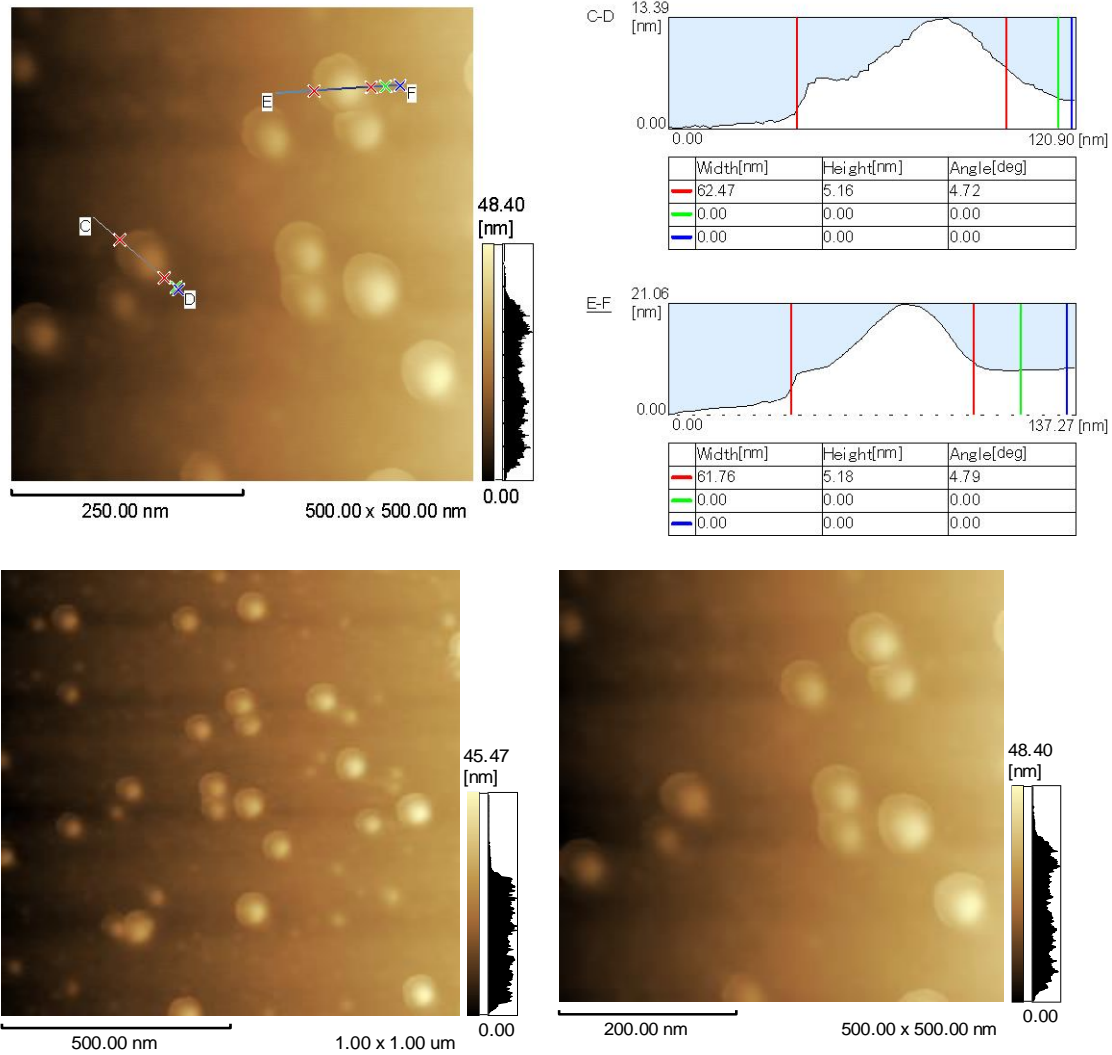 E
F
C
D
48.40
[nm]
0.00
250.00 nm
500.00 x 500.00 nm
C-D
13.39
[nm]
0.00
0.00
120.90 [nm]
Width[nm] Height[nm] Angle[deg]
62.47 5.16 4.72
0.00 0.00 0.00
0.00 0.00 0.00
E-F
21.06
[nm]
0.00
0.00
137.27 [nm]
Width[nm] Height[nm] Angle[deg]
61.76 5.18 4.79
0.00 0.00 0.00
0.00 0.00 0.00
45.47
[nm]
0.00
500.00 nm
1.00 x 1.00 um
48.40
[nm]
0.00
200.00 nm
500.00 x 500.00 nm